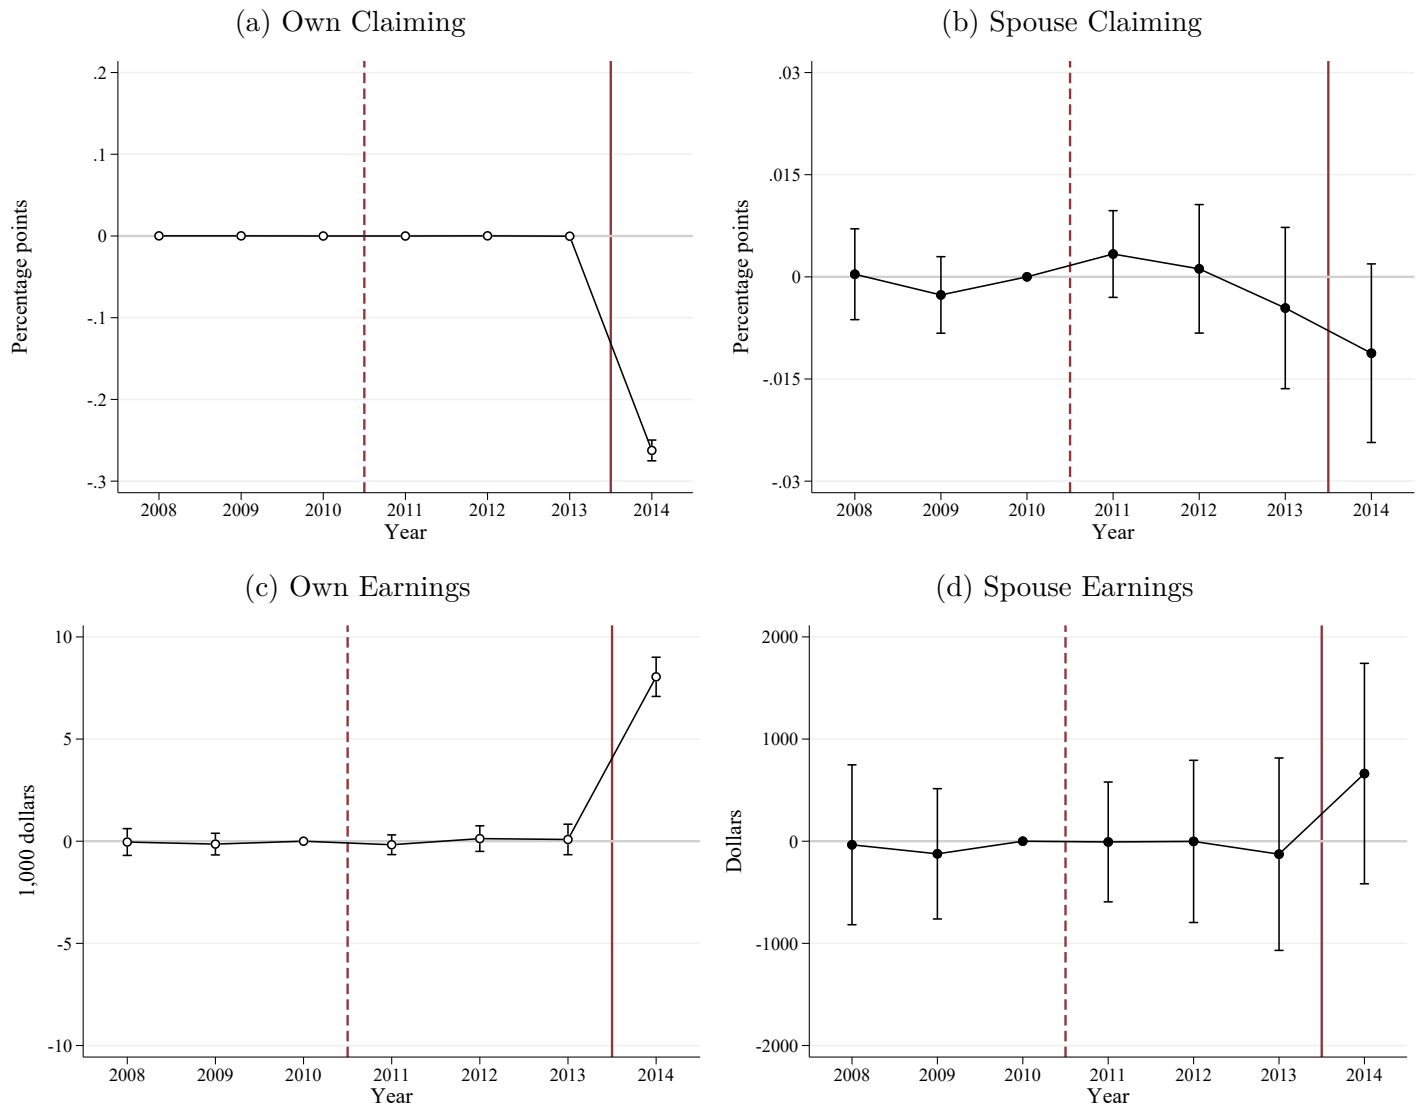 (a) Own Claiming
Percentage points
.2
.1
0
-.1
-.2
-.3
2008 2009 2010 2011 2012 2013 2014
Year
(b) Spouse Claiming
Percentage points
.03
.015
0
-.015
-.03
2008 2009 2010 2011 2012 2013 2014
Year
(c) Own Earnings
1,000 dollars
10
5
0
-5
-10
2008 2009 2010 2011 2012 2013 2014
Year
(d) Spouse Earnings
Dollars
2000
1000
0
-1000
-2000
2008 2009 2010 2011 2012 2013 2014
Year